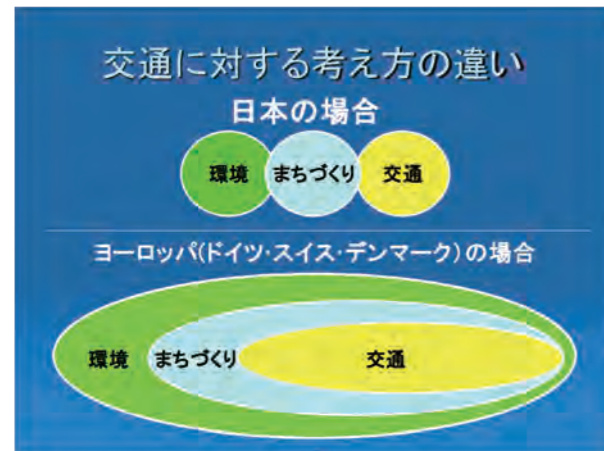 交通に対する考え方の違い
日本の場合
環境 まちづくり 交通
ヨーロッパ(ドイツ・スイス・デンマーク)の場合
環境 まちづくり 交通